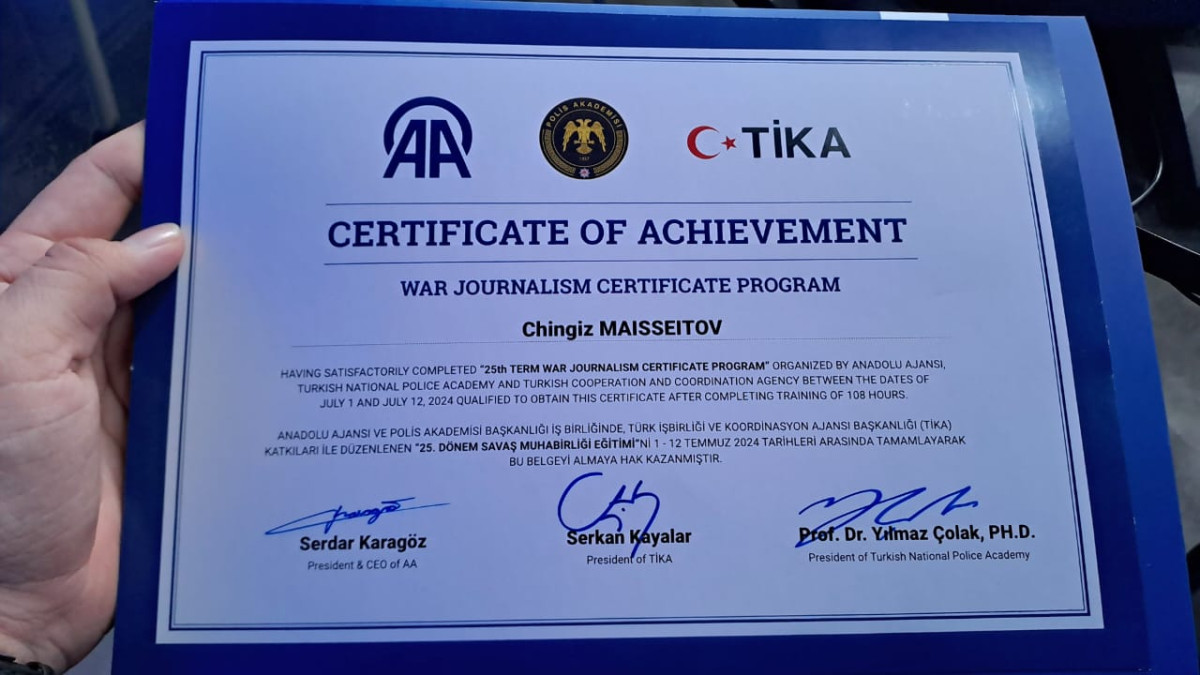 AA
POLİS AKADEMİSİ
1937
TİKA
CERTIFICATE OF ACHIEVEMENT
WAR JOURNALISM CERTIFICATE PROGRAM
Chingiz MAISSEITOV
HAVING SATISFACTORILY COMPLETED "25th TERM WAR JOURNALISM CERTIFICATE PROGRAM" ORGANIZED BY ANADOLU AJANSI,
TURKISH NATIONAL POLICE ACADEMY AND TURKISH COOPERATION AND COORDINATION AGENCY BETWEEN THE DATES OF
JULY 1 AND JULY 12, 2024 QUALIFIED TO OBTAIN THIS CERTIFICATE AFTER COMPLETING TRAINING OF 108 HOURS.
ANADOLU AJANSI VE POLİS AKADEMİSİ BAŞKANLIĞI İŞ BİRLİĞİNDE, TÜRK İŞBİRLİĞİ VE KOORDİNASYON AJANSI BAŞKANLIĞI (TİKA)
KATKILARI İLE DÜZENLENEN "25. DÖNEM SAVAŞ MUHABİRLİĞİ EĞİTİMİ"Nİ 1 - 12 TEMMUZ 2024 TARİHLERİ ARASINDA TAMAMLAYARAK
BU BELGEYİ ALMAYA HAK KAZANMIŞTIR.
Serdar Karagöz
President & CEO of AA
Serkan Kayalar
President of TİKA
Prof. Dr. Yılmaz Çolak, PH.D.
President of Turkish National Police Academy